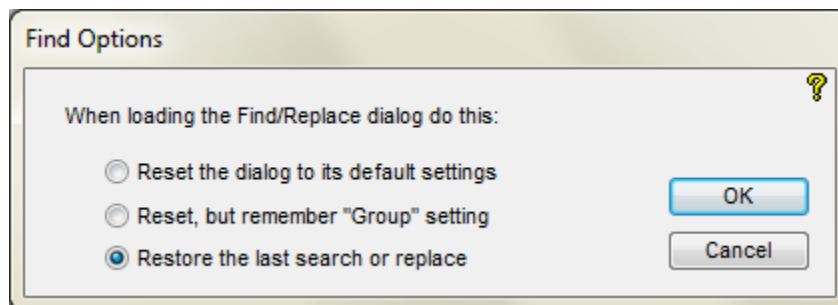 Find Options
When loading the Find/Replace dialog do this:
Reset the dialog to its default settings
Reset, but remember "Group" setting
Restore the last search or replace
OK
Cancel